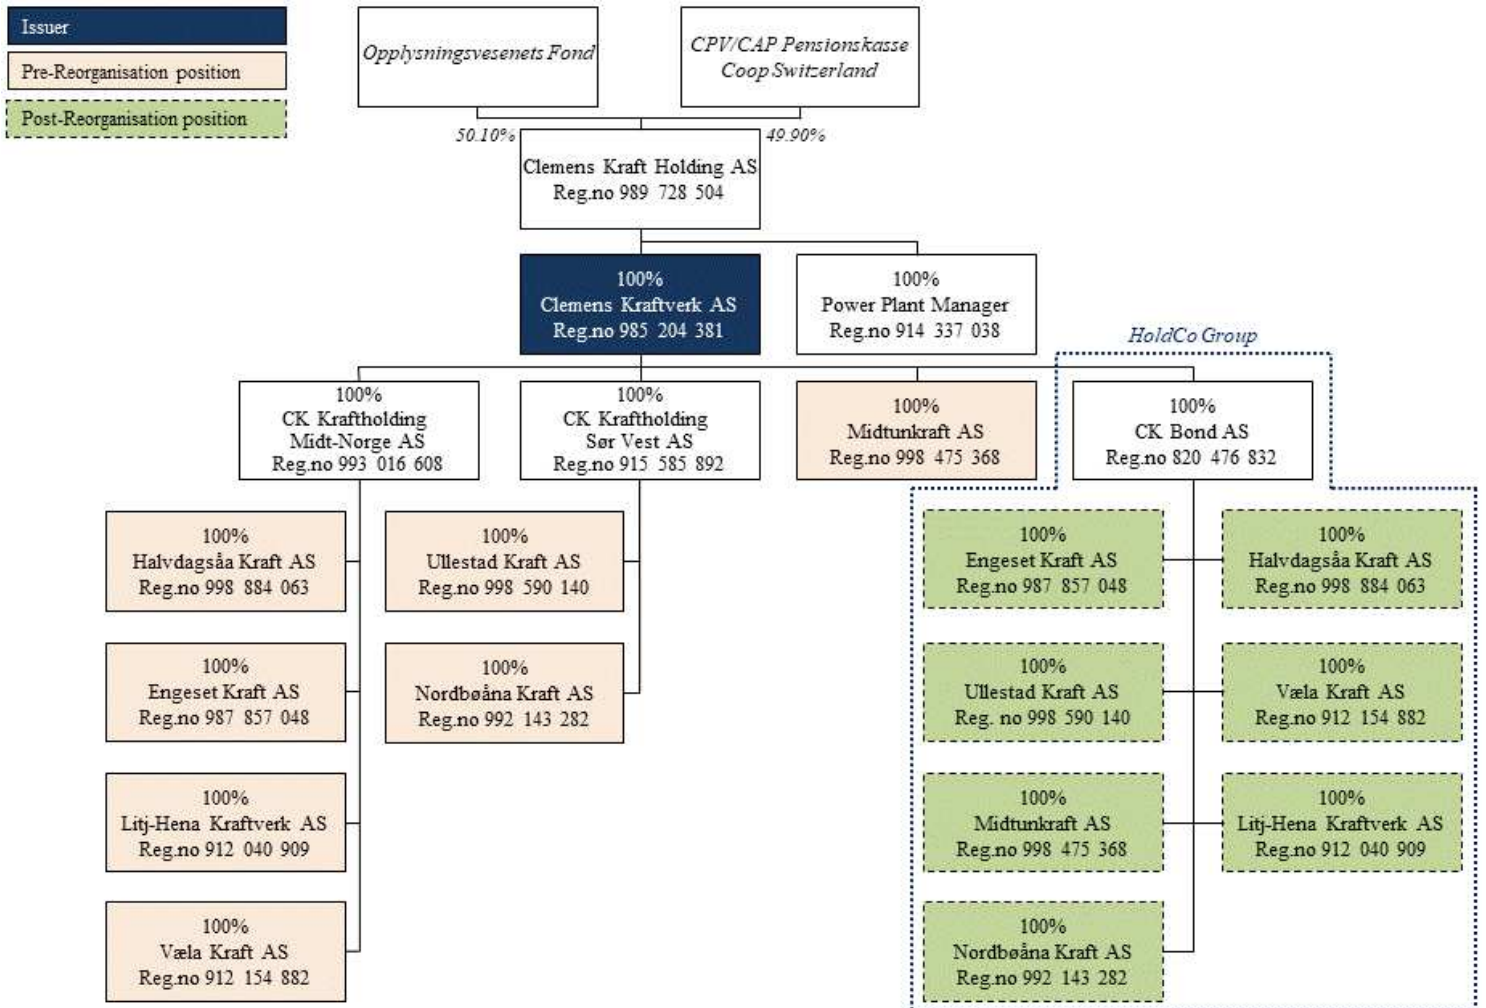 Issuer
Pre-Reorganisation position
Post-Reorganisation position
Opplysningsvesenets Fond
CPV/CAP Pensionskasse
Coop Switzerland
50.10%
49.90%
Clemens Kraft Holding AS
Reg.no 989 728 504
100%
Clemens Kraftverk AS
Reg.no 985 204 381
100%
Power Plant Manager
Reg.no 914 337 038
HoldCo Group
100%
CK Kraftholding
Midt-Norge AS
Reg.no 993 016 608
100%
CK Kraftholding
Sør Vest AS
Reg.no 915 585 892
100%
Midtunkraft AS
Reg.no 998 475 368
100%
CK Bond AS
Reg.no 820 476 832
100%
Halvdagsåa Kraft AS
Reg.no 998 884 063
100%
Ullestad Kraft AS
Reg.no 998 590 140
100%
Engeset Kraft AS
Reg.no 987 857 048
100%
Halvdagsåa Kraft AS
Reg.no 998 884 063
100%
Engeset Kraft AS
Reg.no 987 857 048
100%
Nordbøåna Kraft AS
Reg.no 992 143 282
100%
Ullestad Kraft AS
Reg. no 998 590 140
100%
Væla Kraft AS
Reg.no 912 154 882
100%
Litj-Hena Kraftverk AS
Reg.no 912 040 909
100%
Midtunkraft AS
Reg.no 998 475 368
100%
Litj-Hena Kraftverk AS
Reg.no 912 040 909
100%
Væla Kraft AS
Reg.no 912 154 882
100%
Nordbøåna Kraft AS
Reg.no 992 143 282